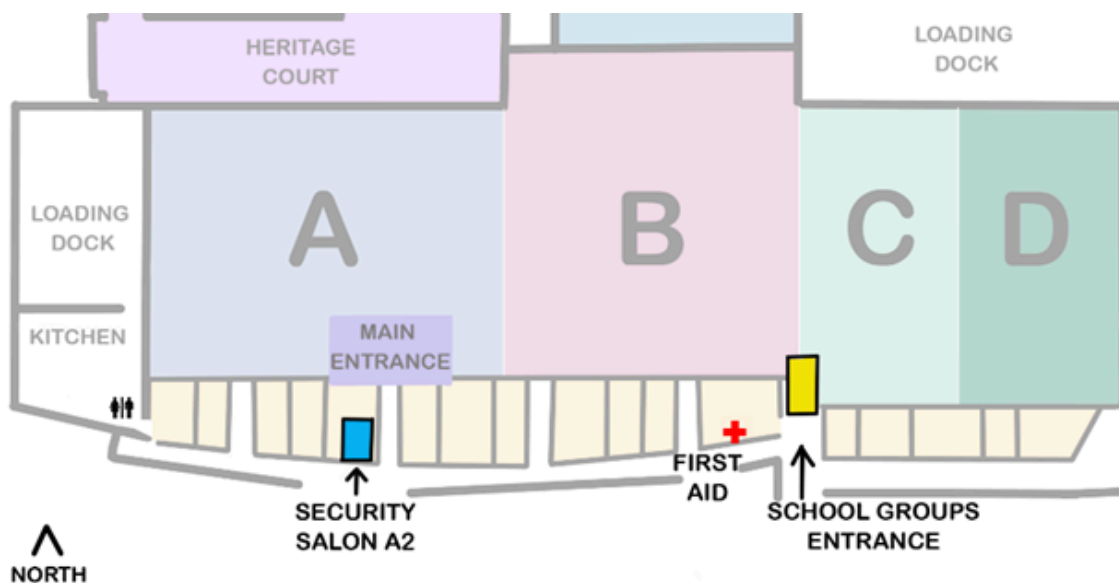 HERITAGE
COURT
LOADING
DOCK
LOADING
DOCK
A
B
C
D
KITCHEN
MAIN
ENTRANCE
FIRST
AID
SECURITY
SALON A2
SCHOOL GROUPS
ENTRANCE
NORTH